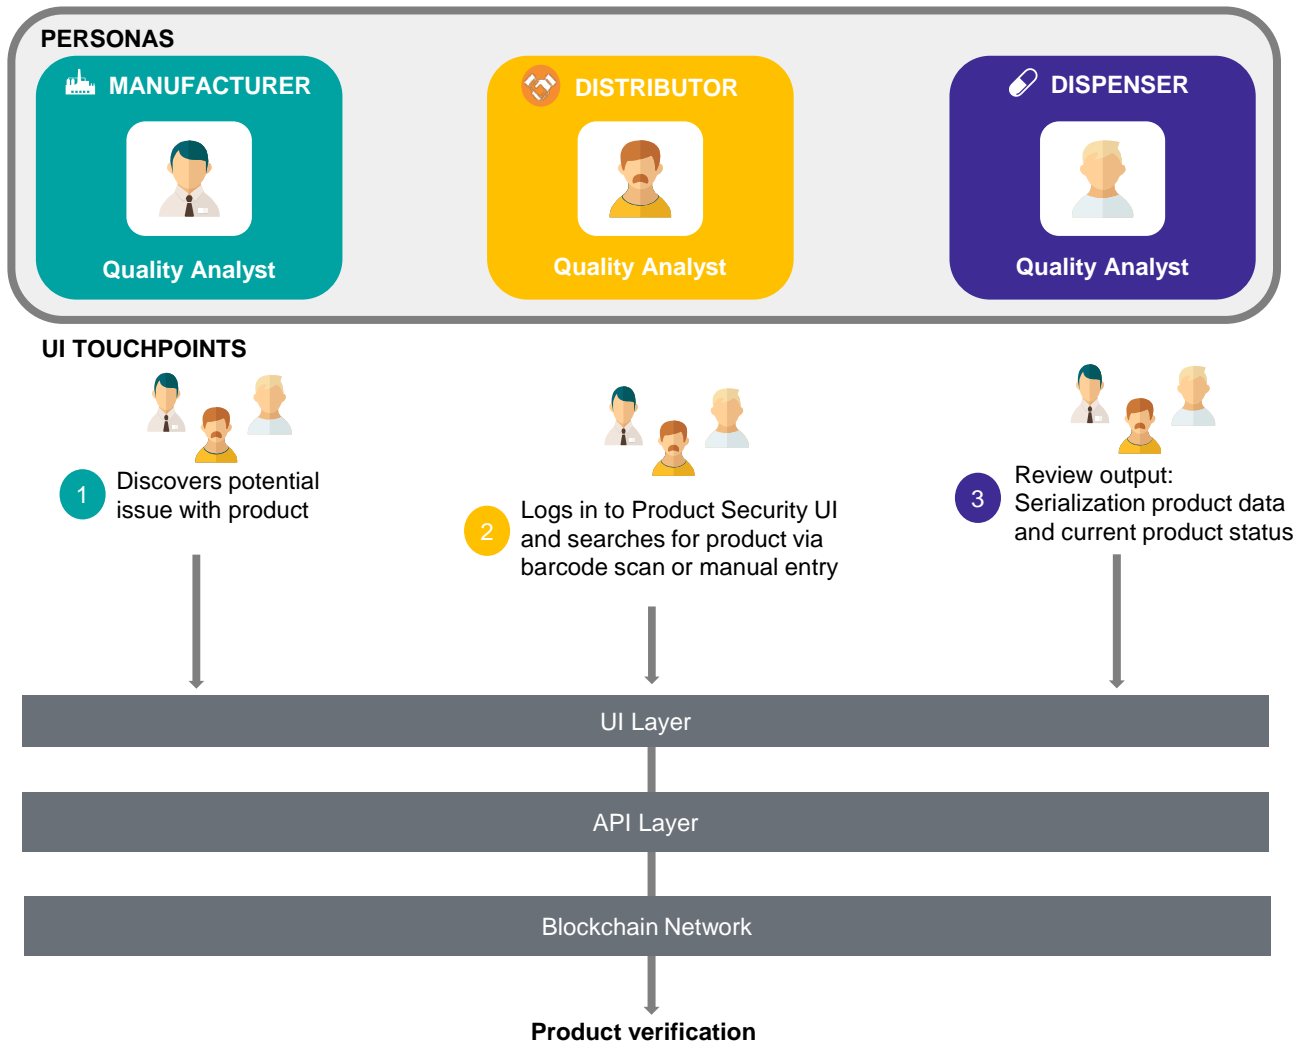 PERSONAS
MANUFACTURER
Quality Analyst
DISTRIBUTOR
Quality Analyst
DISPENSER
Quality Analyst
UI TOUCHPOINTS
1
Discovers potential
issue with product
2
Logs in to Product Security UI
and searches for product via
barcode scan or manual entry
3
Review output:
Serialization product data
and current product status
UI Layer
API Layer
Blockchain Network
Product verification